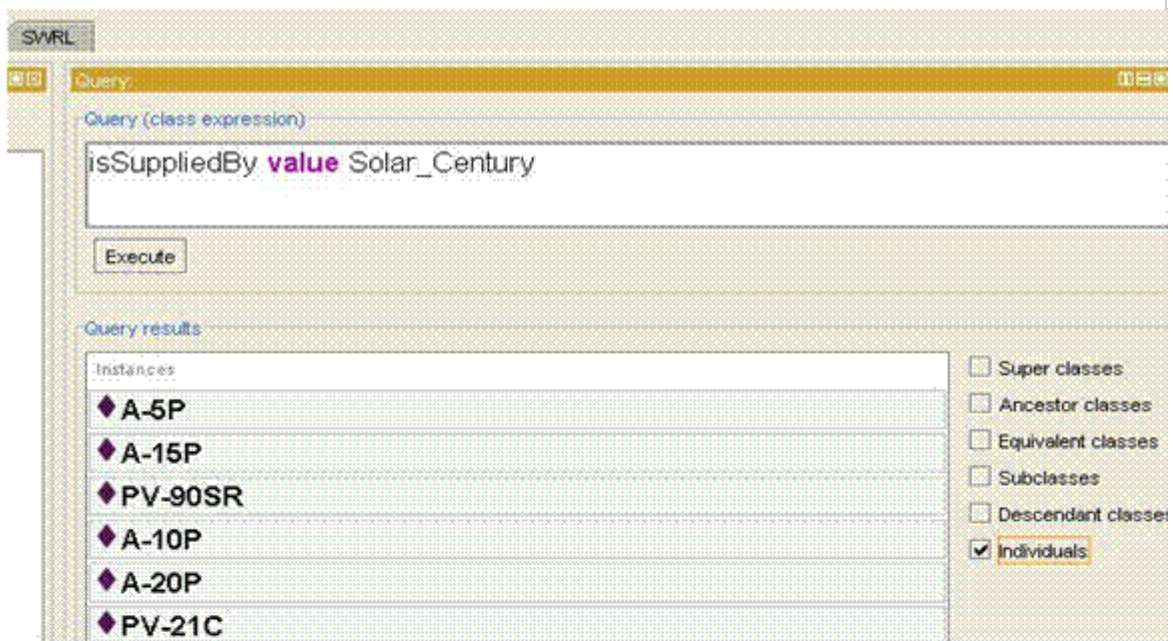 SWRL
Query:
Query (class expression)
isSuppliedBy value Solar_Century
Execute
Query results
Instances
A-5P
A-15P
PV-90SR
A-10P
A-20P
PV-21C
Super classes
Ancestor classes
Equivalent classes
Subclasses
Descendant classes
Individuals